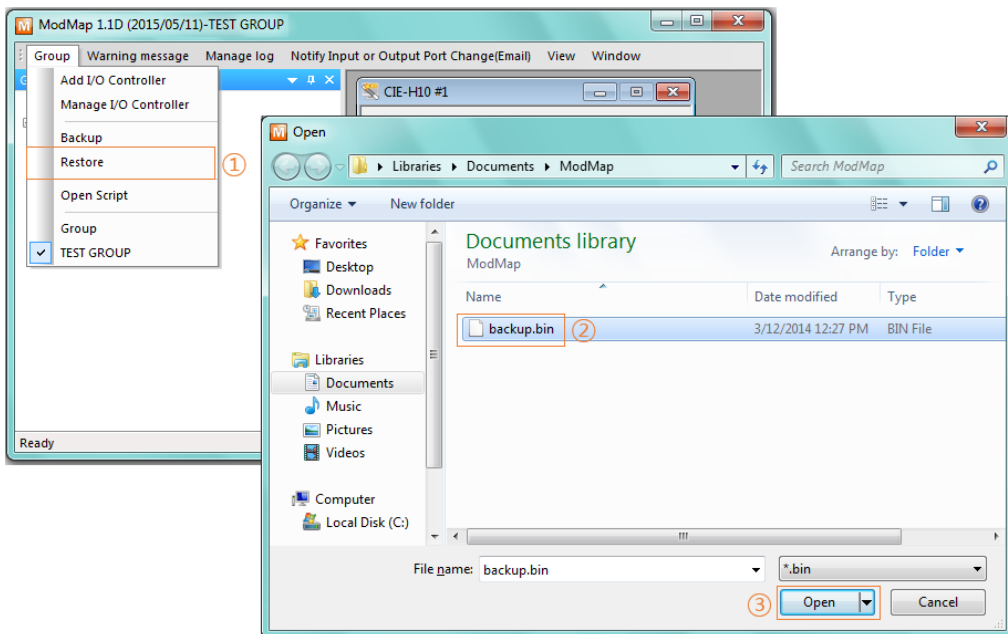 ModMap 1.1D (2015/05/11)-TEST GROUP
Group Warning message Manage log Notify Input or Output Port Change(Email) View Window
Add I/O Controller
Manage I/O Controller
Backup
Restore
①
Open Script
Group
TEST GROUP
CIE-H10 #1
Ready
Open
Libraries Documents ModMap
Search ModMap
Organize New folder
Favorites
Desktop
Downloads
Recent Places
Libraries
Documents
Music
Pictures
Videos
Computer
Local Disk (C:)
Documents library
ModMap
Arrange by: Folder
Name Date modified Type
backup.bin ② 3/12/2014 12:27 PM BIN File
File name: backup.bin *.bin
③ Open Cancel